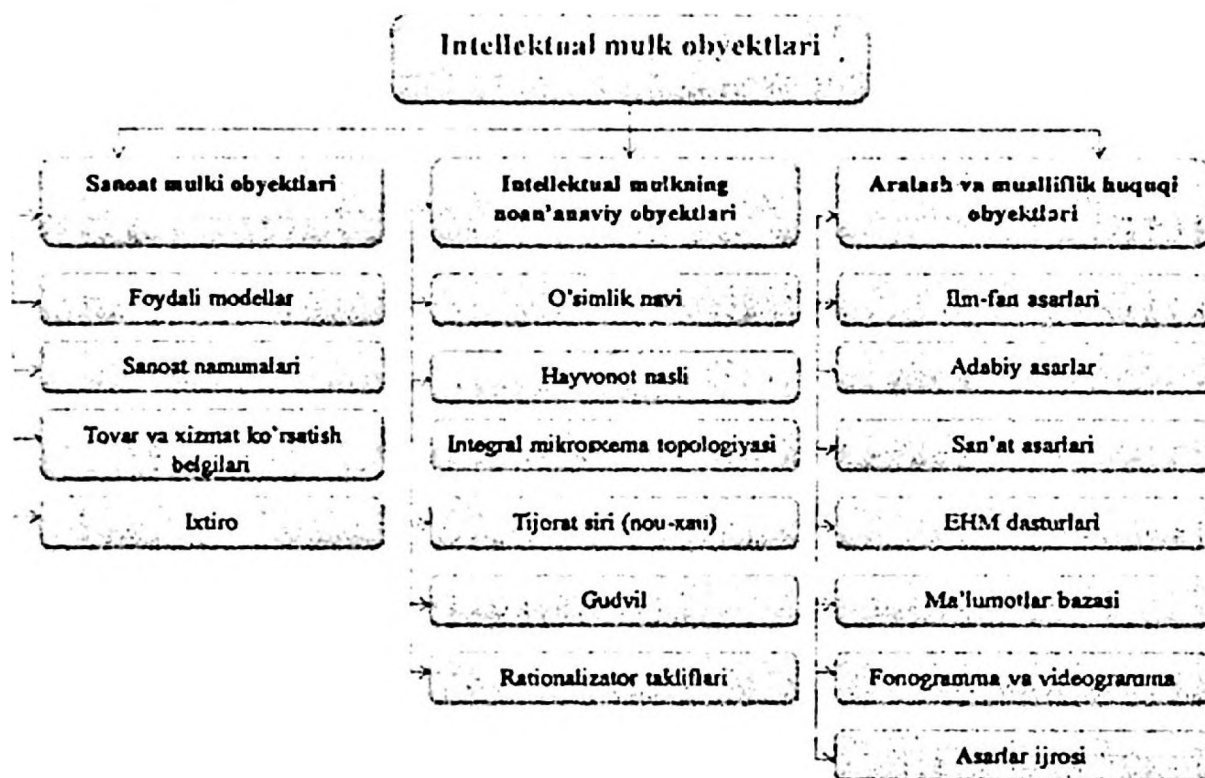 Intellektual mulk obyektlari
Sanoat mulki obyektlari
Foydali modellar
Sanoat namunalari
Tovar va xizmat ko'rsatish
belgilari
Ixtiro
Intellektual mulkning
noan'anaviy obyektlari
O'simlik navi
Hayvonot nasli
Integral mikrosxema topologiyasi
Tijorat siri (nou-xau)
Gudvil
Rationalizator takliflari
Aralash va mualliflik huquqi
obyektlari
Ilm-fan asarlari
Adabiy asarlar
San'at asarlari
EHM dasturlari
Ma'lumotlar bazasi
Fonogramma va videogramma
Asarlar ijrosi